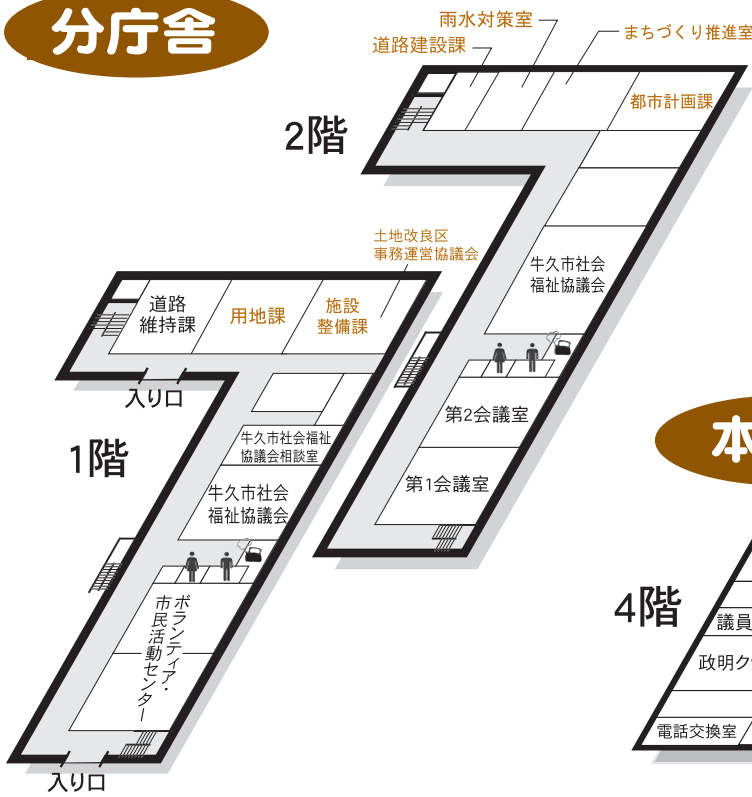 分庁舎
雨水対策室
道路建設課
まちづくり推進室
都市計画課
2階
土地改良区
事務運営協議会
牛久市社会
福祉協議会
第2会議室
第1会議室
道路
維持課
用地課
施設
整備課
入り口
1階
牛久市社会福祉
協議会相談室
牛久市社会
福祉協議会
ボランティア・
市民活動センター
入り口
本
4階
議員
政明ク
電話交換室